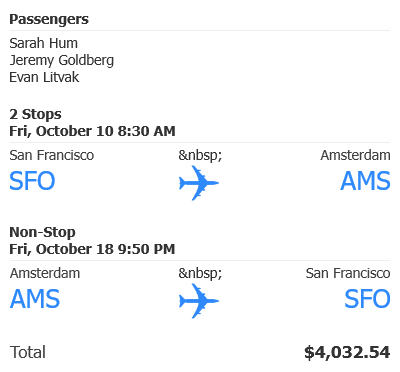 Passengers
Sarah Hum
Jeremy Goldberg
Evan Litvak
2 Stops
Fri, October 10 8:30 AM
San Francisco &nbsp; Amsterdam
SFO AMS
Non-Stop
Fri, October 18 9:50 PM
Amsterdam &nbsp; San Francisco
AMS SFO
Total $4,032.54